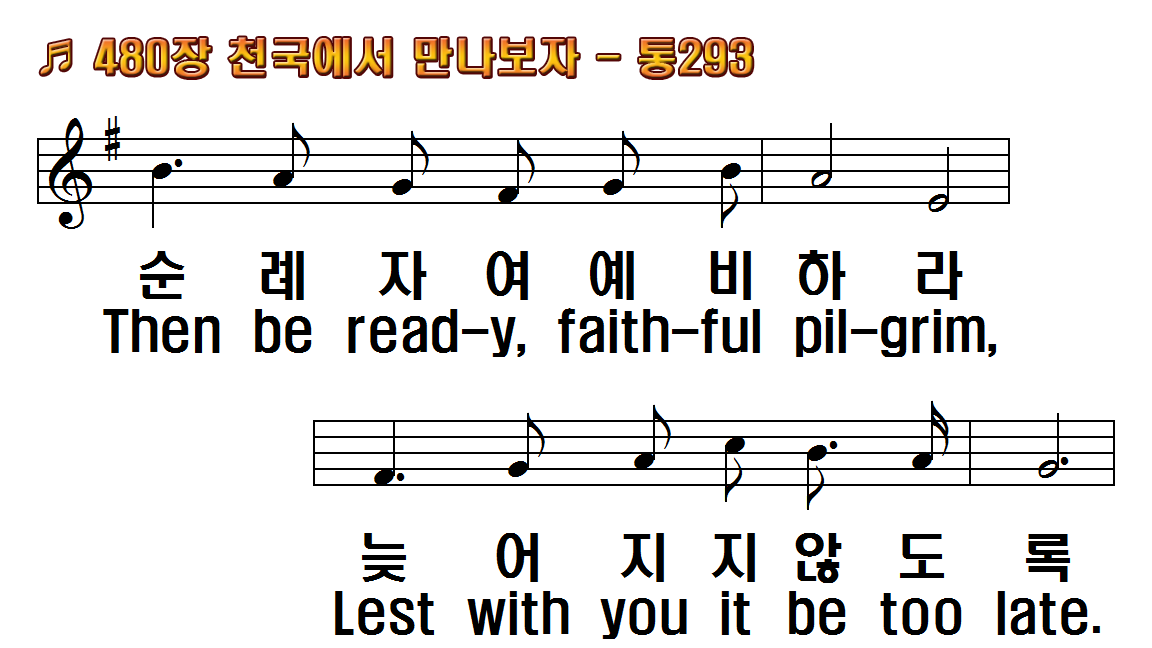 ♬ 480장 천국에서 만나보자 - 통293
순 례 자 여 예 비 하 라
Then be read-y, faith-ful pil-grim,
늦 어 지 지 않 도 록
Lest with you it be too late.